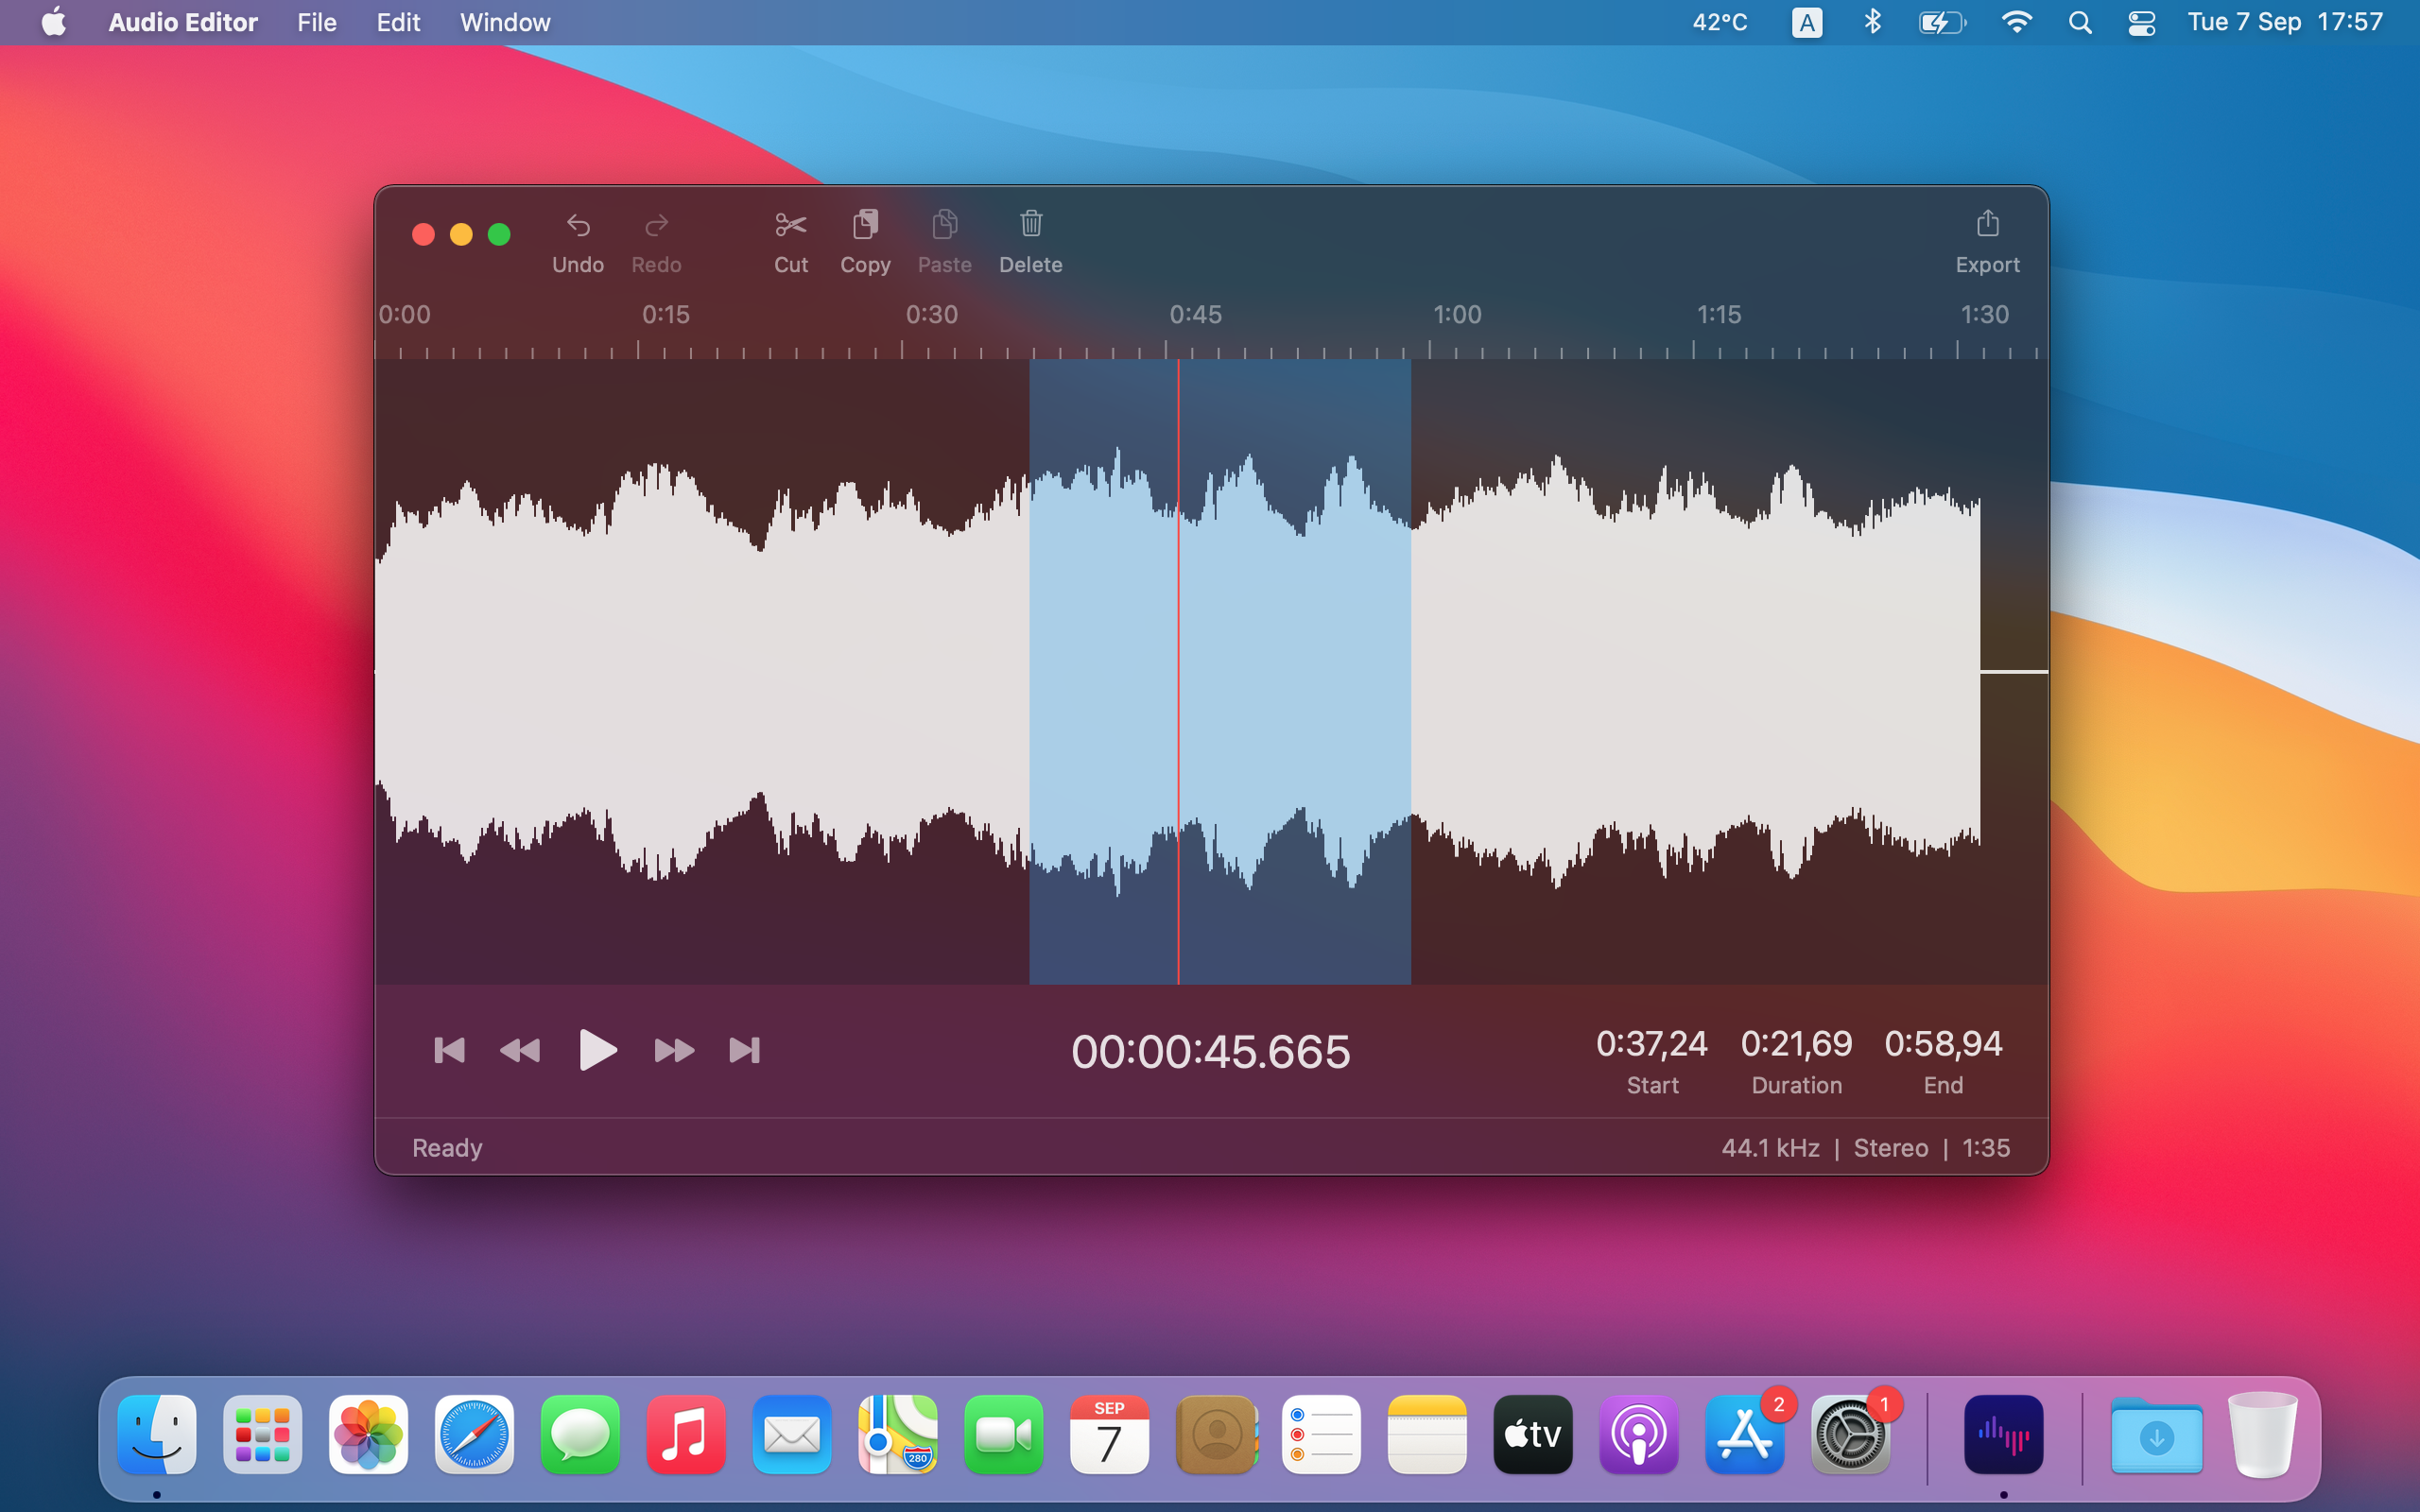 Audio Editor File Edit Window 42°C A Tue 7 Sep 17:57
Undo Redo Cut Copy Paste Delete Export
0:00 0:15 0:30 0:45 1:00 1:15 1:30
00:00:45.665 0:37,24 0:21,69 0:58,94
Start Duration End
Ready 44.1 kHz | Stereo | 1:35
SEP
7
280
tv
2
1